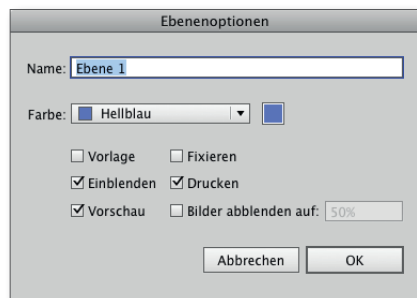 Ebenenoptionen
Name: Ebene 1
Farbe: Hellblau
Vorlage Fixieren
Einblenden Drucken
Vorschau Bilder abblenden auf: 50%
Abbrechen OK